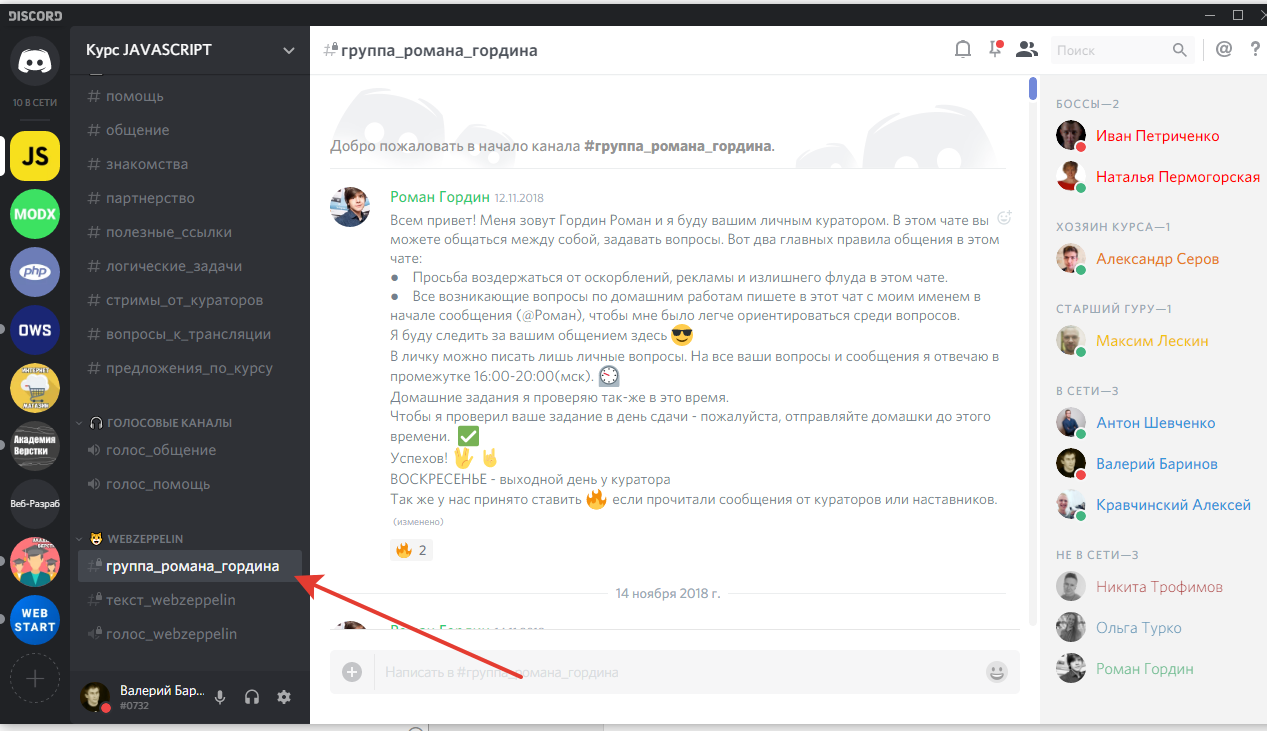 DISCORD
10 В СЕТИ
JS
MODX
php
OWS
ИНТЕРНЕТ
МАГАЗИН
Академия
Верстки
Веб-Разраб
WEB
START
Курс JAVASCRIPT
# помощь
# общение
# знакомства
# партнерство
# полезные_ссылки
# логические_задачи
# стримы_от_кураторов
# вопросы_к_трансляции
# предложения_по_курсу
ГОЛОСОВЫЕ КАНАЛЫ
голос_общение
голос_помощь
WEBZEPPELIN
группа_романа_гордина
текст_webzeppelin
голос_webzeppelin
Валерий Бар...
#0732
# группа_романа_гордина
Поиск
@ ?
Добро пожаловать в начало канала #группа_романа_гордина.
Роман Гордин 12.11.2018
Всем привет! Меня зовут Гордин Роман и я буду вашим личным куратором. В этом чате вы
можете общаться между собой, задавать вопросы. Вот два главных правила общения в этом
чате:
● Просьба воздержаться от оскорблений, рекламы и излишнего флуда в этом чате.
● Все возникающие вопросы по домашним работам пишете в этот чат с моим именем в
начале сообщения (@Роман), чтобы мне было легче ориентироваться среди вопросов.
Я буду следить за вашим общением здесь 😎
В личку можно писать лишь личные вопросы. На все ваши вопросы и сообщения я отвечаю в
промежутке 16:00-20:00(мск). 🕙
Домашние задания я проверяю так-же в это время.
Чтобы я проверил ваше задание в день сдачи - пожалуйста, отправляйте домашки до этого
времени. ✅
Успехов! 🖖 🤘
ВОСКРЕСЕНЬЕ - выходной день у куратора
Так же у нас принято ставить 🔥 если прочитали сообщения от кураторов или наставников.
(изменено)
🔥 2
14 ноября 2018 г.
Роман Гордин
Написать в #группа_романа_гордина
БОССЫ—2
Иван Петриченко
Наталья Пермогорская
ХОЗЯИН КУРСА—1
Александр Серов
СТАРШИЙ ГУРУ—1
Максим Лескин
В СЕТИ—3
Антон Шевченко
Валерий Баринов
Кравчинский Алексей
НЕ В СЕТИ—3
Никита Трофимов
Ольга Турко
Роман Гордин